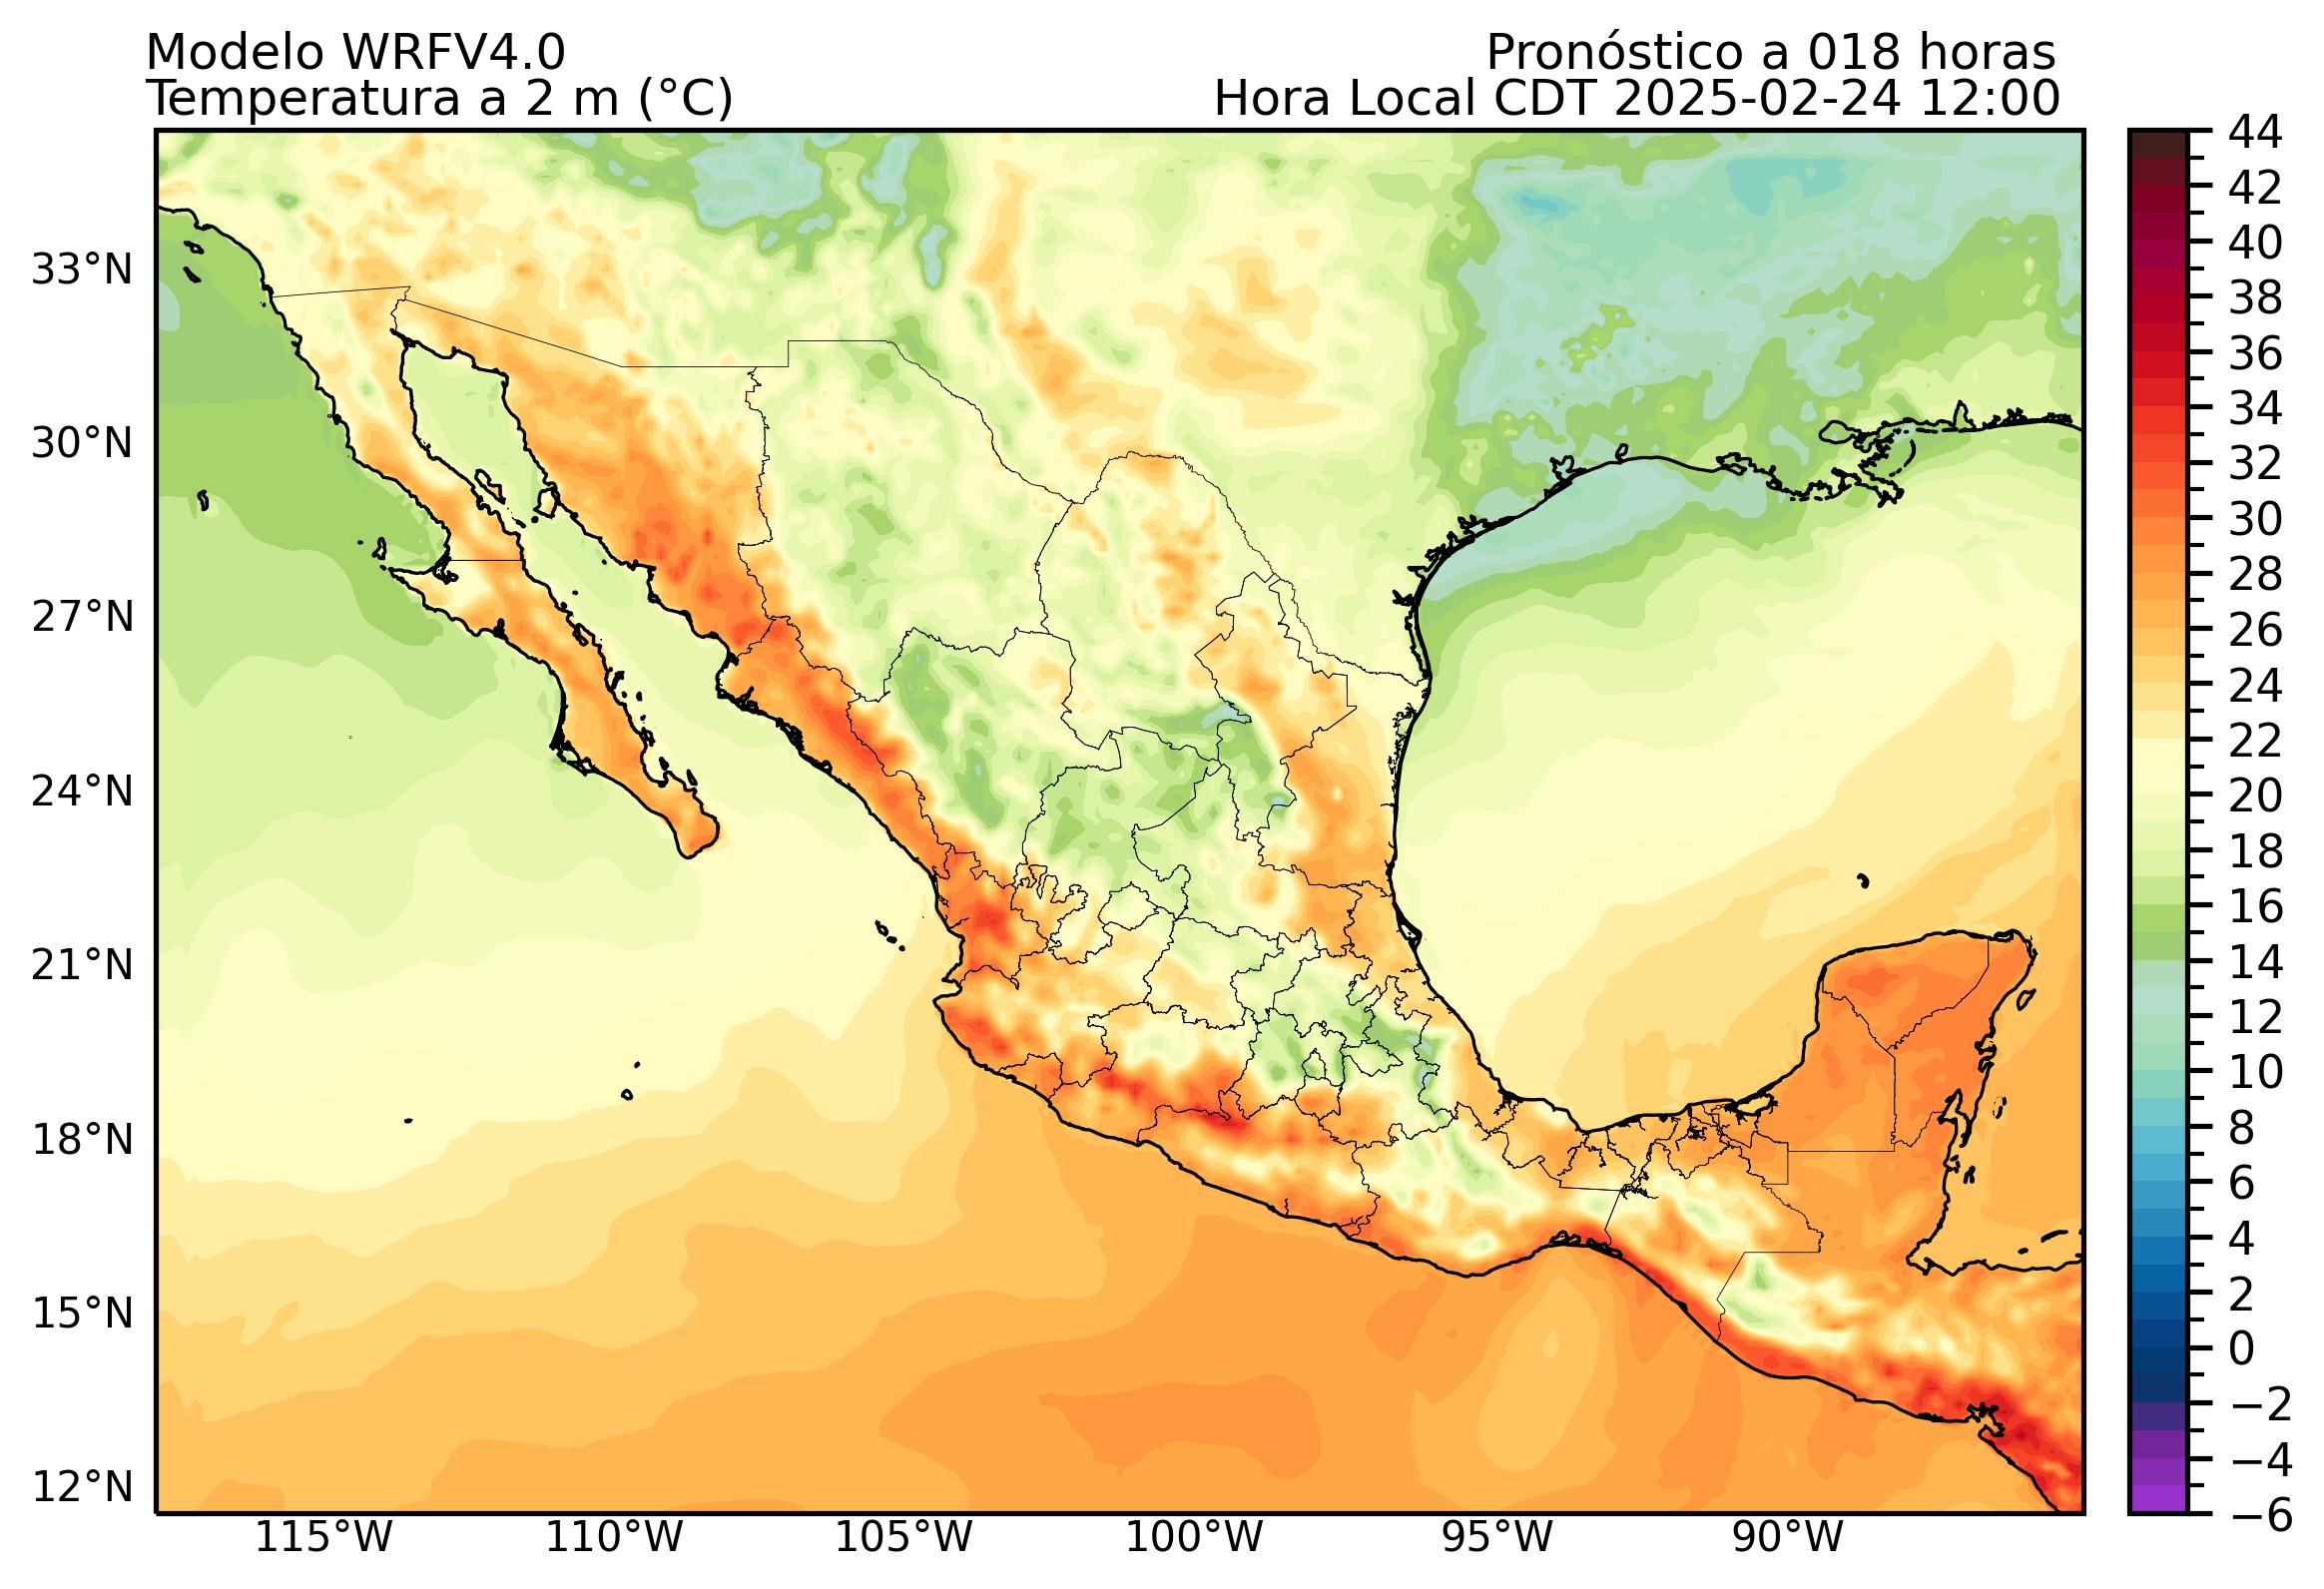 Modelo WRFV4.0
Pronóstico a 018 horas
Temperatura a 2 m (°C)
Hora Local CDT 2025-02-24 12:00
33°N
30°N
27°N
24°N
21°N
18°N
15°N
12°N
115°W
110°W
105°W
100°W
95°W
90°W
44
42
40
38
36
34
32
30
28
26
24
22
20
18
16
14
12
10
8
6
4
2
0
−2
−4
−6